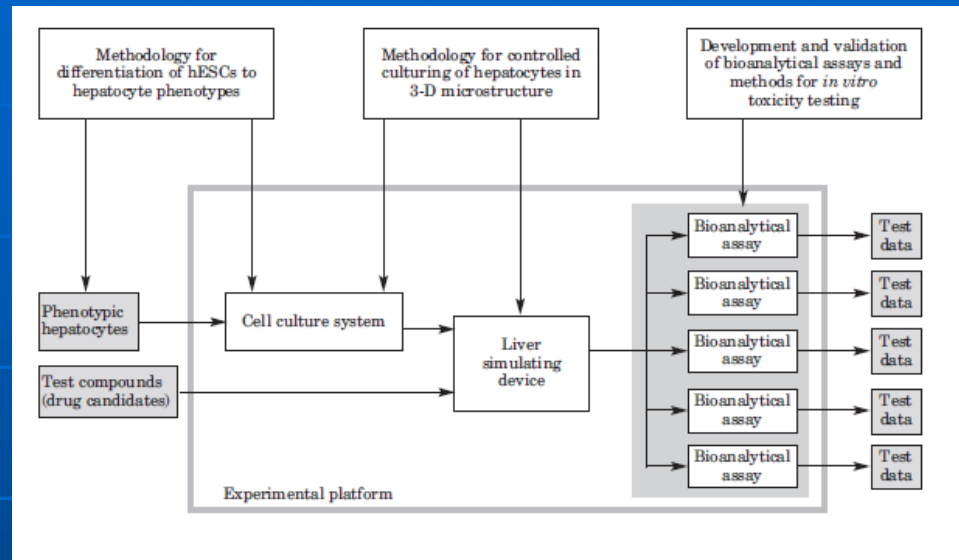 Methodology for
differentiation of hESCs to
hepatocyte phenotypes
Methodology for controlled
culturing of hepatocytes in
3-D microstructure
Development and validation
of bioanalytical assays and
methods for in vitro
toxicity testing
Phenotypic
hepatocytes
Test compounds
(drug candidates)
Cell culture system
Liver
simulating
device
Bioanalytical
assay
Test
data
Bioanalytical
assay
Test
data
Bioanalytical
assay
Test
data
Bioanalytical
assay
Test
data
Bioanalytical
assay
Test
data
Experimental platform